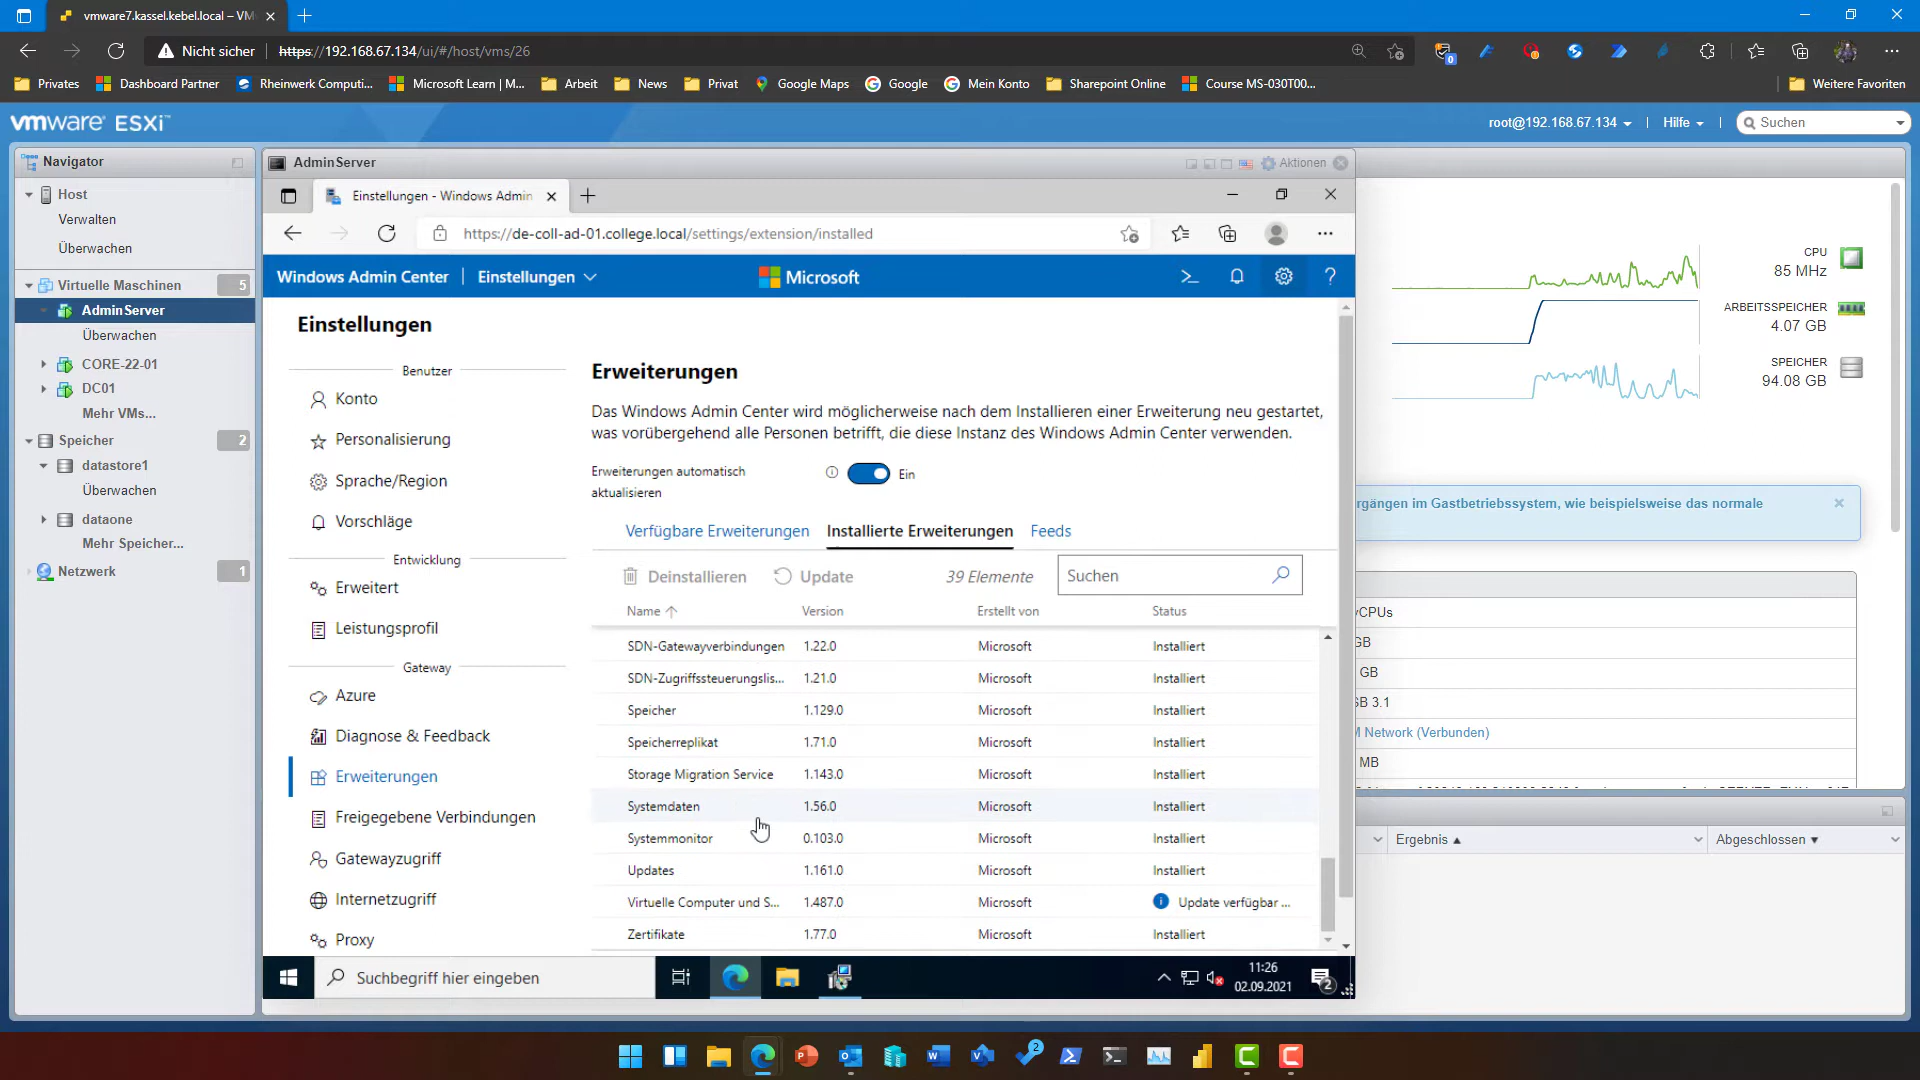 vmware7.kassel.kebel.local – VM
Nicht sicher
https://192.168.67.134/ui/#/host/vms/26
0
Privates
Dashboard Partner
Rheinwerk Computi...
Microsoft Learn | M...
Arbeit
News
Privat
Google Maps
Google
Mein Konto
Sharepoint Online
Course MS-030T00...
Weitere Favoriten
vmware ESXi™
root@192.168.67.134
Hilfe
Suchen
Navigator
Host
Verwalten
Überwachen
Virtuelle Maschinen
5
AdminServer
Überwachen
CORE-22-01
DC01
Mehr VMs...
Speicher
2
datastore1
Überwachen
dataone
Mehr Speicher...
Netzwerk
1
AdminServer
Aktionen
Einstellungen - Windows Admin
https://de-coll-ad-01.college.local/settings/extension/installed
Windows Admin Center
Einstellungen
Microsoft
?
Einstellungen
Benutzer
Konto
Personalisierung
Sprache/Region
Vorschläge
Entwicklung
Erweitert
Leistungsprofil
Gateway
Azure
Diagnose & Feedback
Erweiterungen
Freigegebene Verbindungen
Gatewayzugriff
Internetzugriff
Proxy
Erweiterungen
Das Windows Admin Center wird möglicherweise nach dem Installieren einer Erweiterung neu gestartet,
was vorübergehend alle Personen betrifft, die diese Instanz des Windows Admin Center verwenden.
Erweiterungen automatisch
aktualisieren
Ein
Verfügbare Erweiterungen
Installierte Erweiterungen
Feeds
Deinstallieren
Update
39 Elemente
Suchen
Name Version Erstellt von Status
SDN-Gatewayverbindungen 1.22.0 Microsoft Installiert
SDN-Zugriffssteuerungslis... 1.21.0 Microsoft Installiert
Speicher 1.129.0 Microsoft Installiert
Speicherreplikat 1.71.0 Microsoft Installiert
Storage Migration Service 1.143.0 Microsoft Installiert
Systemdaten 1.56.0 Microsoft Installiert
Systemmonitor 0.103.0 Microsoft Installiert
Updates 1.161.0 Microsoft Installiert
Virtuelle Computer und S... 1.487.0 Microsoft Update verfügbar ...
Zertifikate 1.77.0 Microsoft Installiert
Suchbegriff hier eingeben
11:26
02.09.2021
2
CPU
85 MHz
ARBEITSSPEICHER
4.07 GB
SPEICHER
94.08 GB
rgängen im Gastbetriebssystem, wie beispielsweise das normale
CPUs
GB
GB
SB 3.1
M Network (Verbunden)
MB
Ergebnis
Abgeschlossen
2